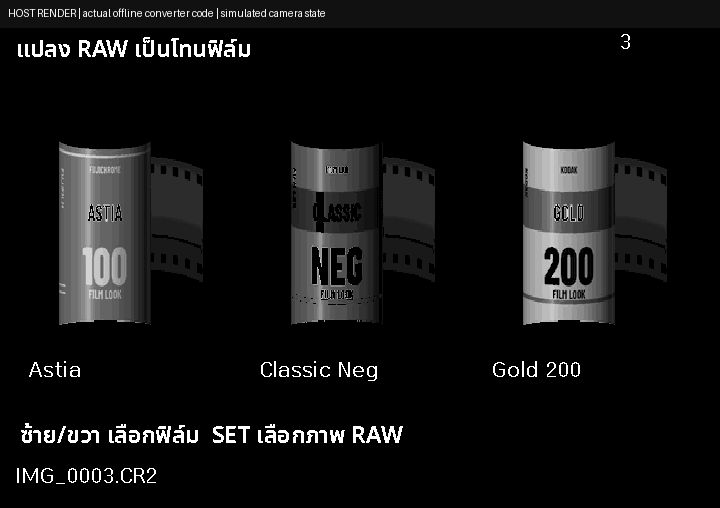 HOST RENDER | actual offline converter code | simulated camera state
แปลง RAW เป็นโทนฟิล์ม
3
FUJICHROME
ASTIA
100
FILM LOOK
CLASSIC
NEG
FILM LOOK
KODAK
GOLD
200
FILM LOOK
Astia
Classic Neg
Gold 200
ซ้าย/ขวา เลือกฟิล์ม SET เลือกภาพ RAW
IMG_0003.CR2